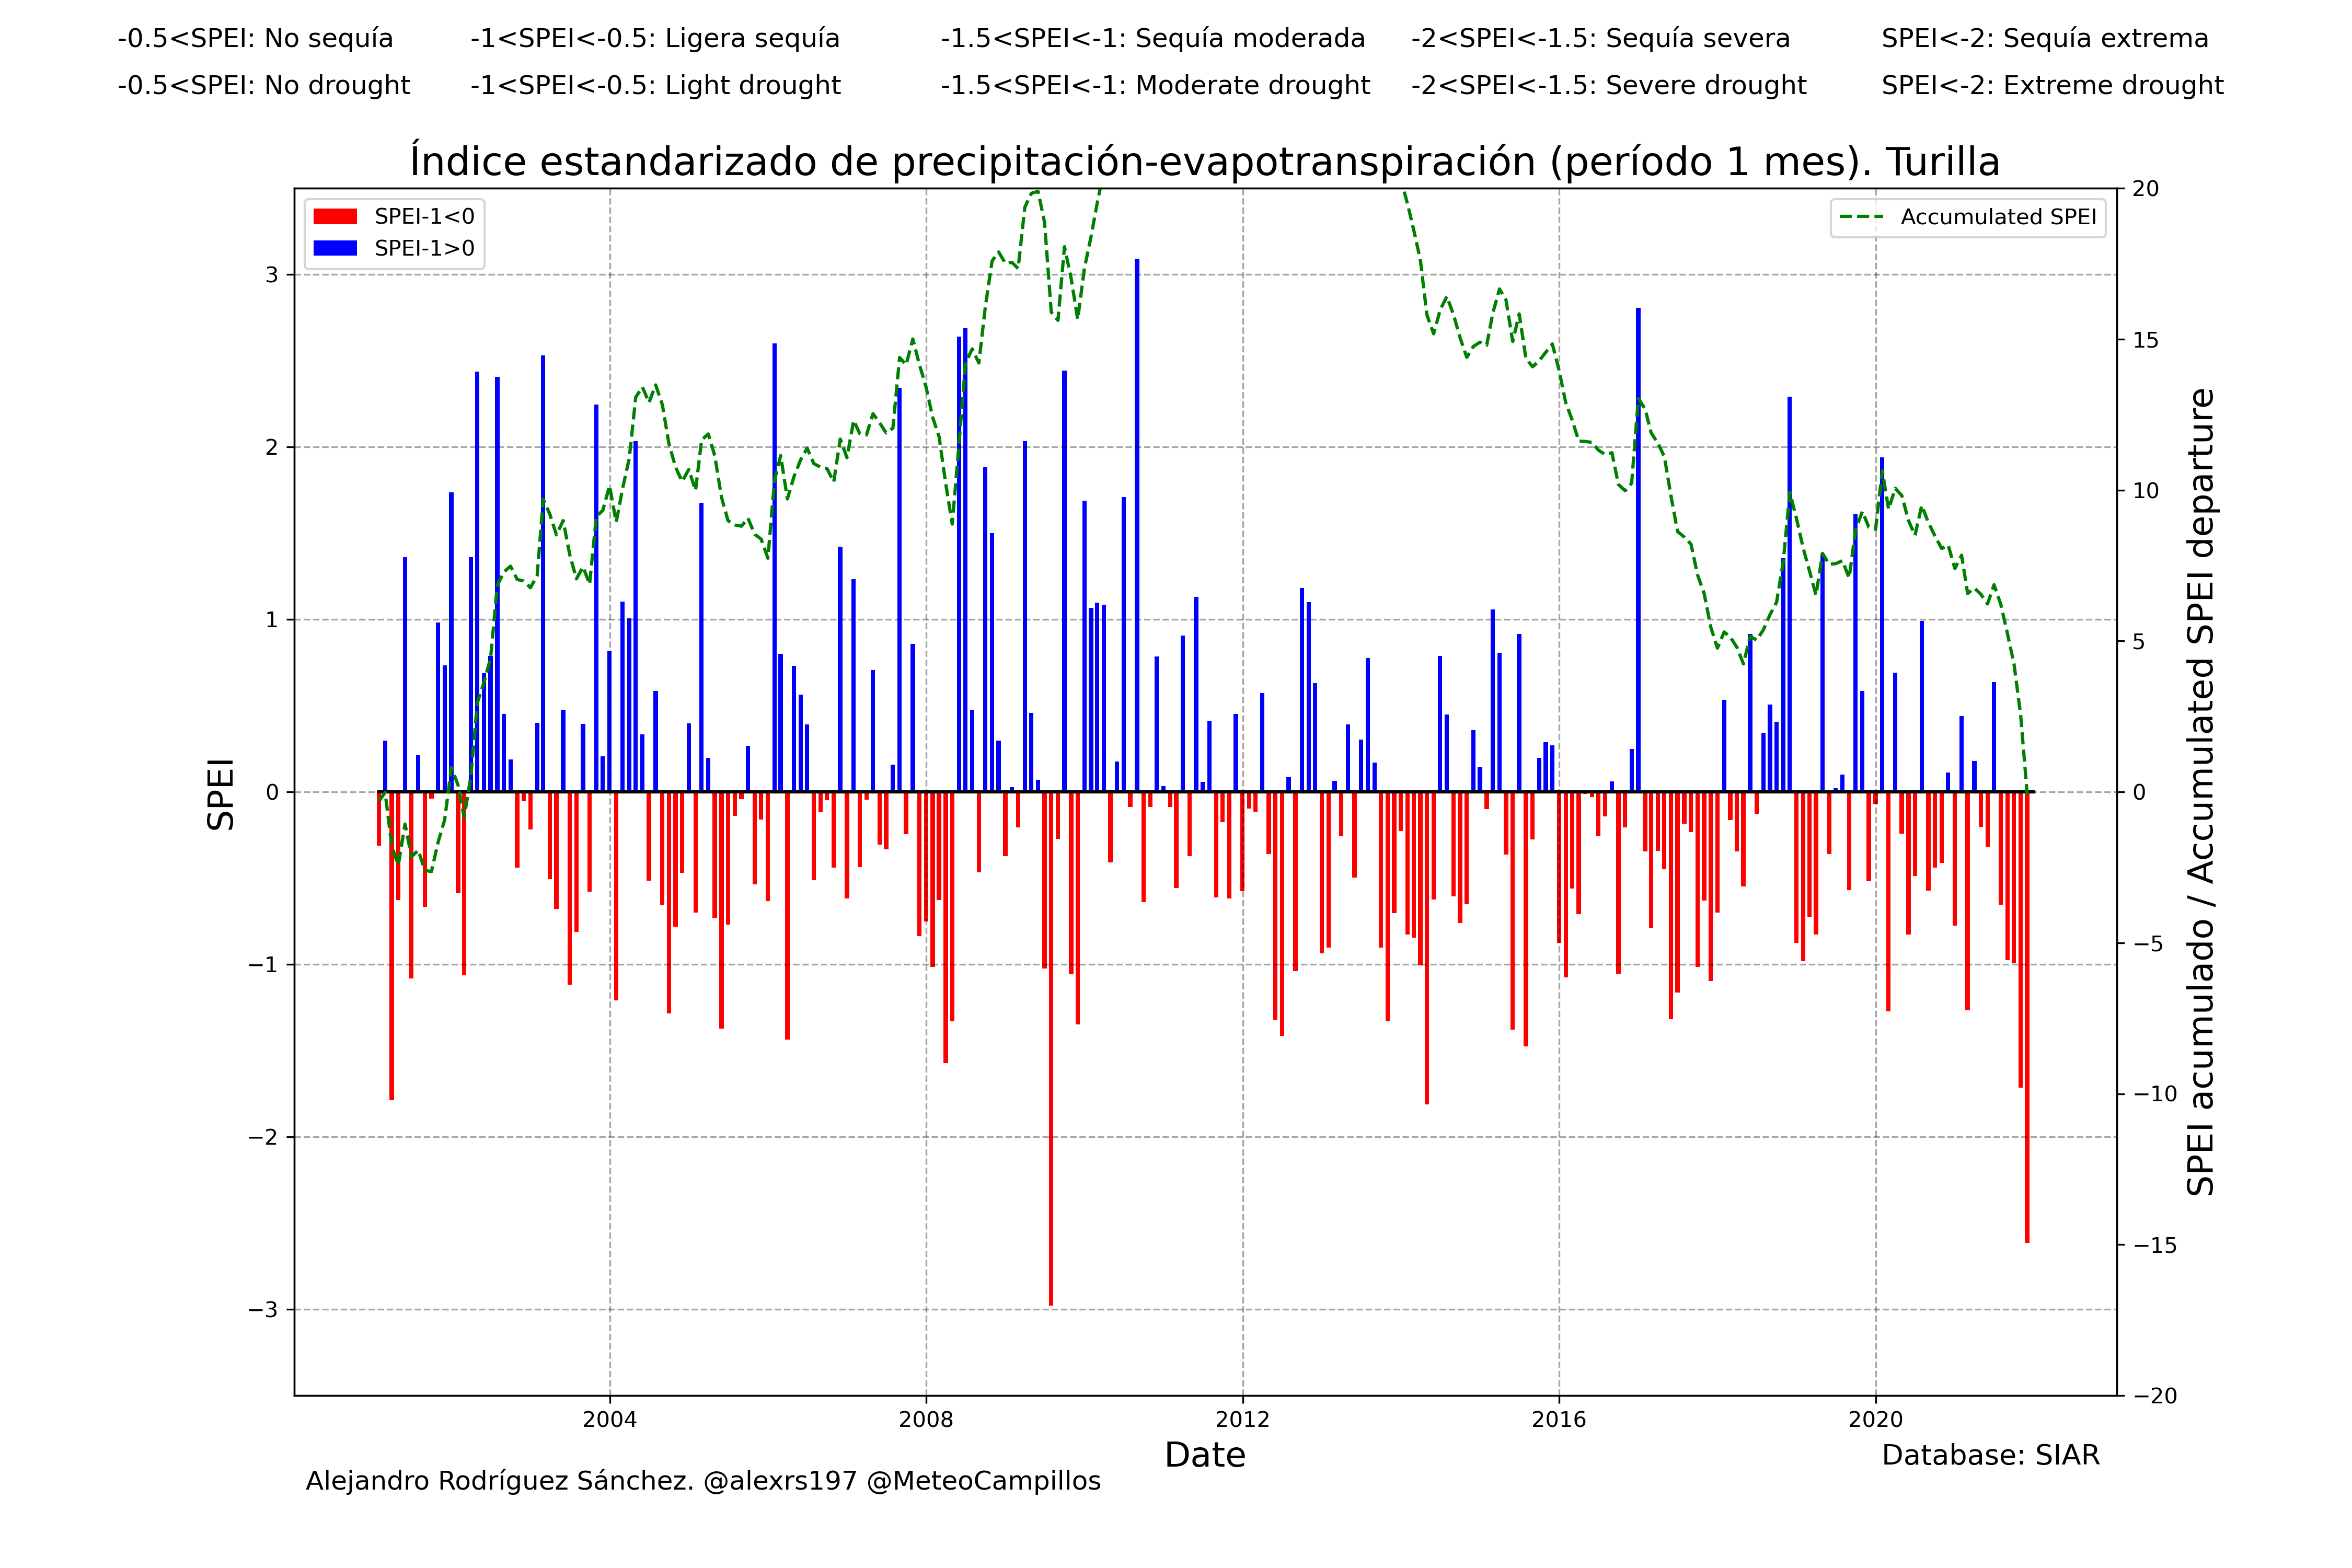 -0.5<SPEI: No sequía -1<SPEI<-0.5: Ligera sequía -1.5<SPEI<-1: Sequía moderada -2<SPEI<-1.5: Sequía severa SPEI<-2: Sequía extrema
-0.5<SPEI: No drought -1<SPEI<-0.5: Light drought -1.5<SPEI<-1: Moderate drought -2<SPEI<-1.5: Severe drought SPEI<-2: Extreme drought
Índice estandarizado de precipitación-evapotranspiración (período 1 mes). Turilla
SPEI-1<0
SPEI-1>0
Accumulated SPEI
SPEI
3
2
1
0
−1
−2
−3
20
15
10
5
0
−5
−10
−15
−20
SPEI acumulado / Accumulated SPEI departure
2004 2008 2012 2016 2020
Date
Database: SIAR
Alejandro Rodríguez Sánchez. @alexrs197 @MeteoCampillos